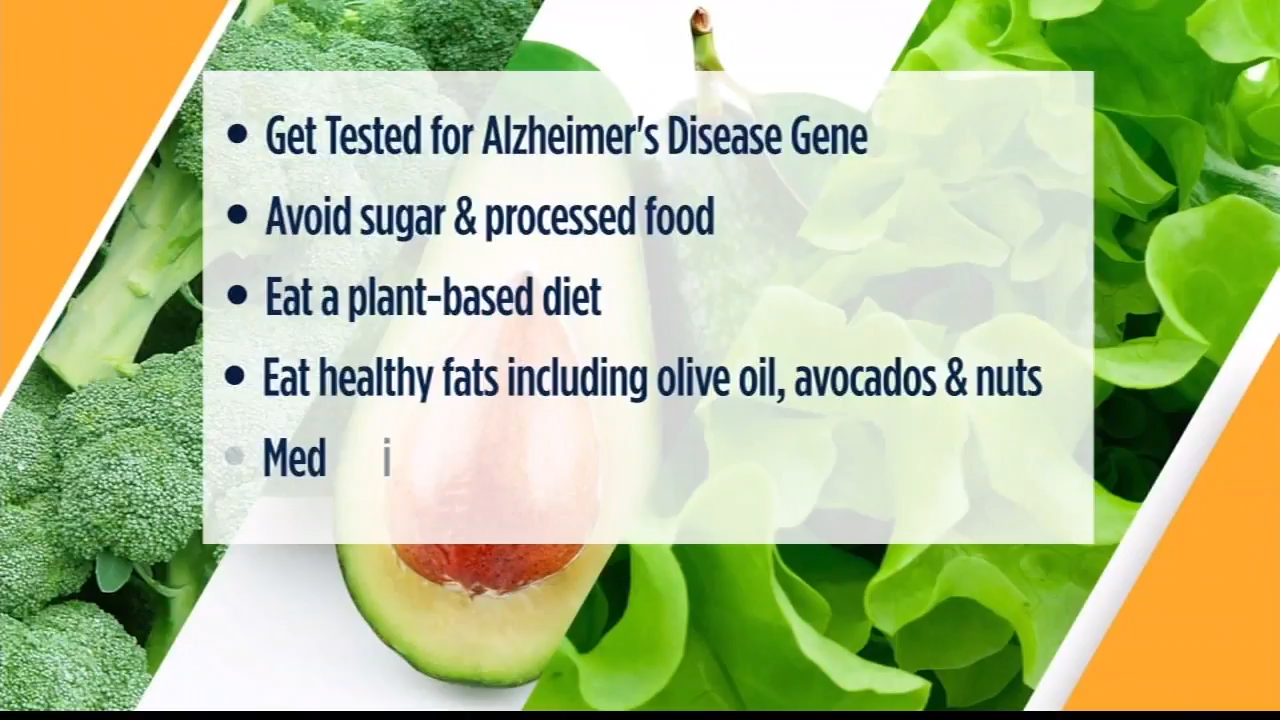 • Get Tested for Alzheimer's Disease Gene
• Avoid sugar & processed food
• Eat a plant-based diet
• Eat healthy fats including olive oil, avocados & nuts
• Med i